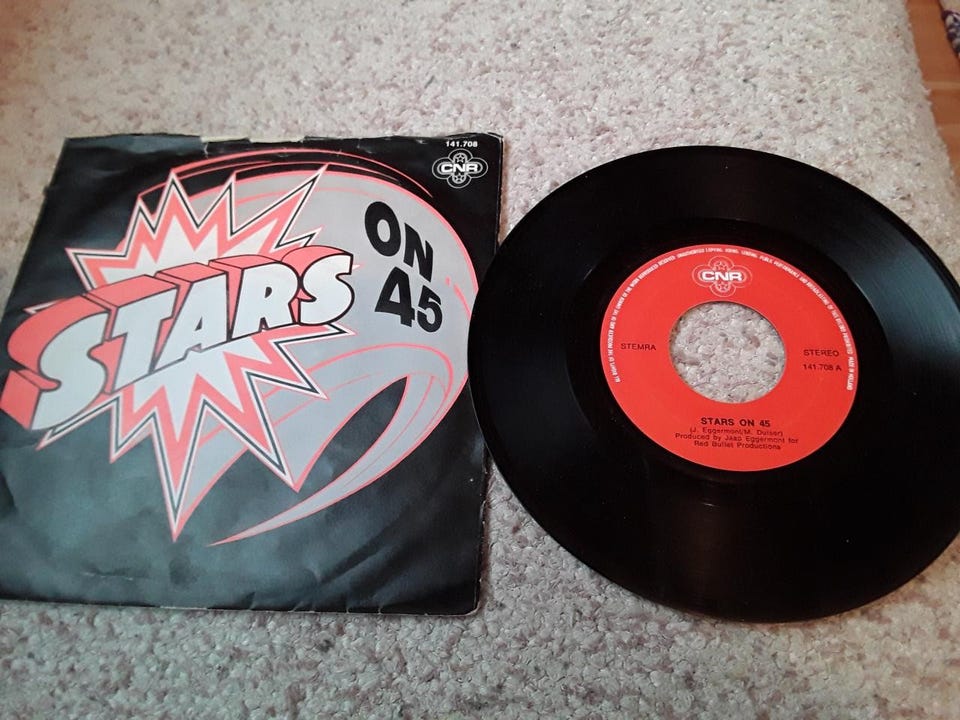 141.708
CNR
ON
45
STARS
CNR
STEMRA
STEREO
141.708 A
STARS ON 45
(J. Eggermont/M. Duiser)
Produced by Jaap Eggermont for
Red Bullet Productions